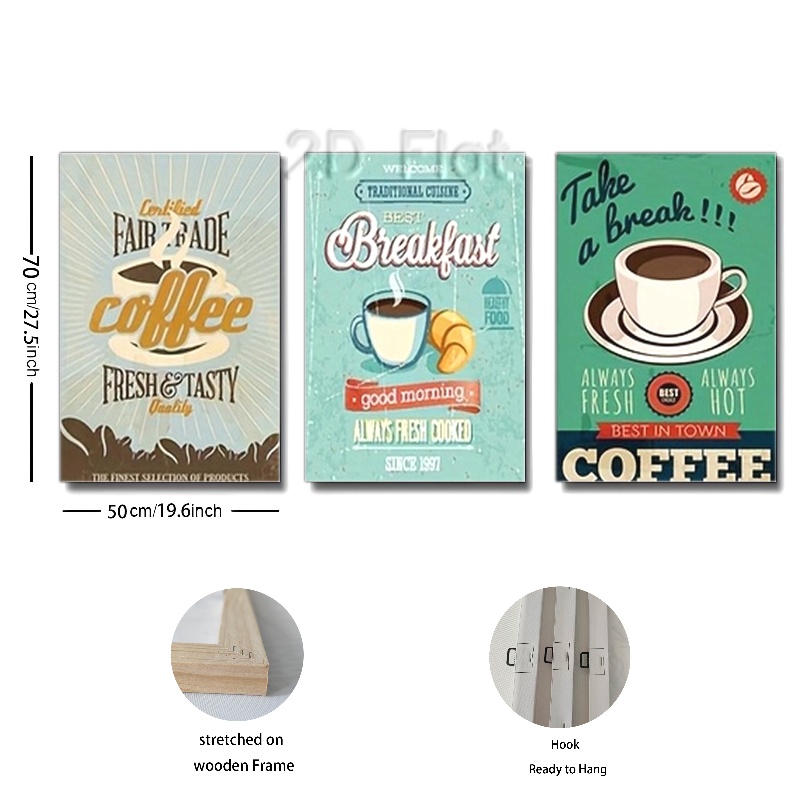 2D Flat
70 cm/27.5inch
50cm/19.6inch
Certified
FAIR TRADE
coffee
FRESH & TASTY
Quality
THE FINEST SELECTION OF PRODUCTS
WELCOME
TRADITIONAL CUISINE
BEST
Breakfast
HEALTHY
FOOD
good morning
ALWAYS FRESH COOKED
SINCE 1997
Take
a break!!!
ALWAYS
FRESH
BEST
ALWAYS
HOT
BEST IN TOWN
COFFEE
stretched on
wooden Frame
Hook
Ready to Hang